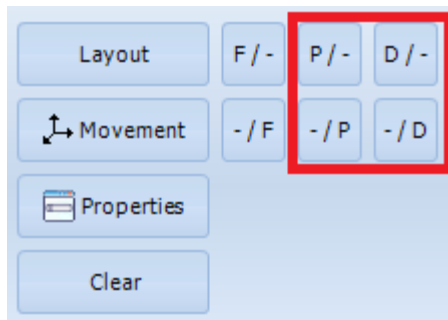 Layout F / - P / - D / -
Movement - / F - / P - / D
Properties
Clear